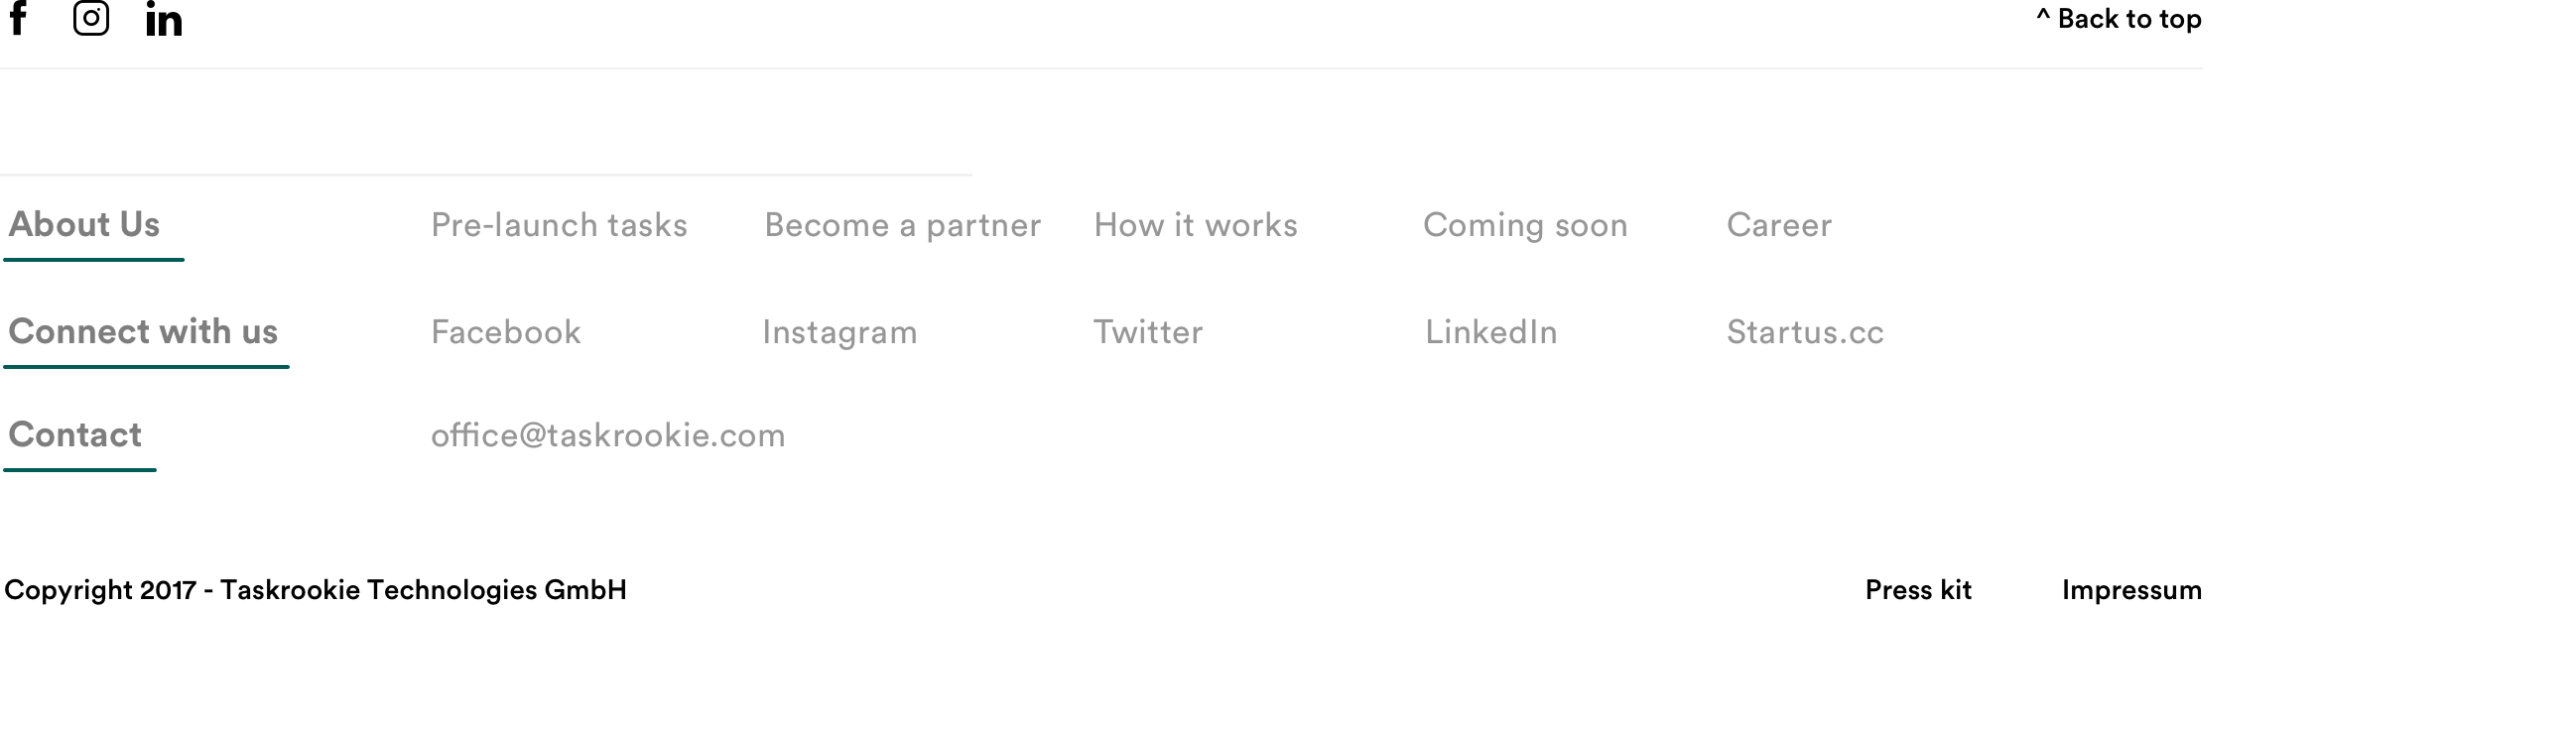 ^ Back to top
About Us Pre-launch tasks Become a partner How it works Coming soon Career
Connect with us Facebook Instagram Twitter LinkedIn Startus.cc
Contact office@taskrookie.com
Copyright 2017 - Taskrookie Technologies GmbH Press kit Impressum